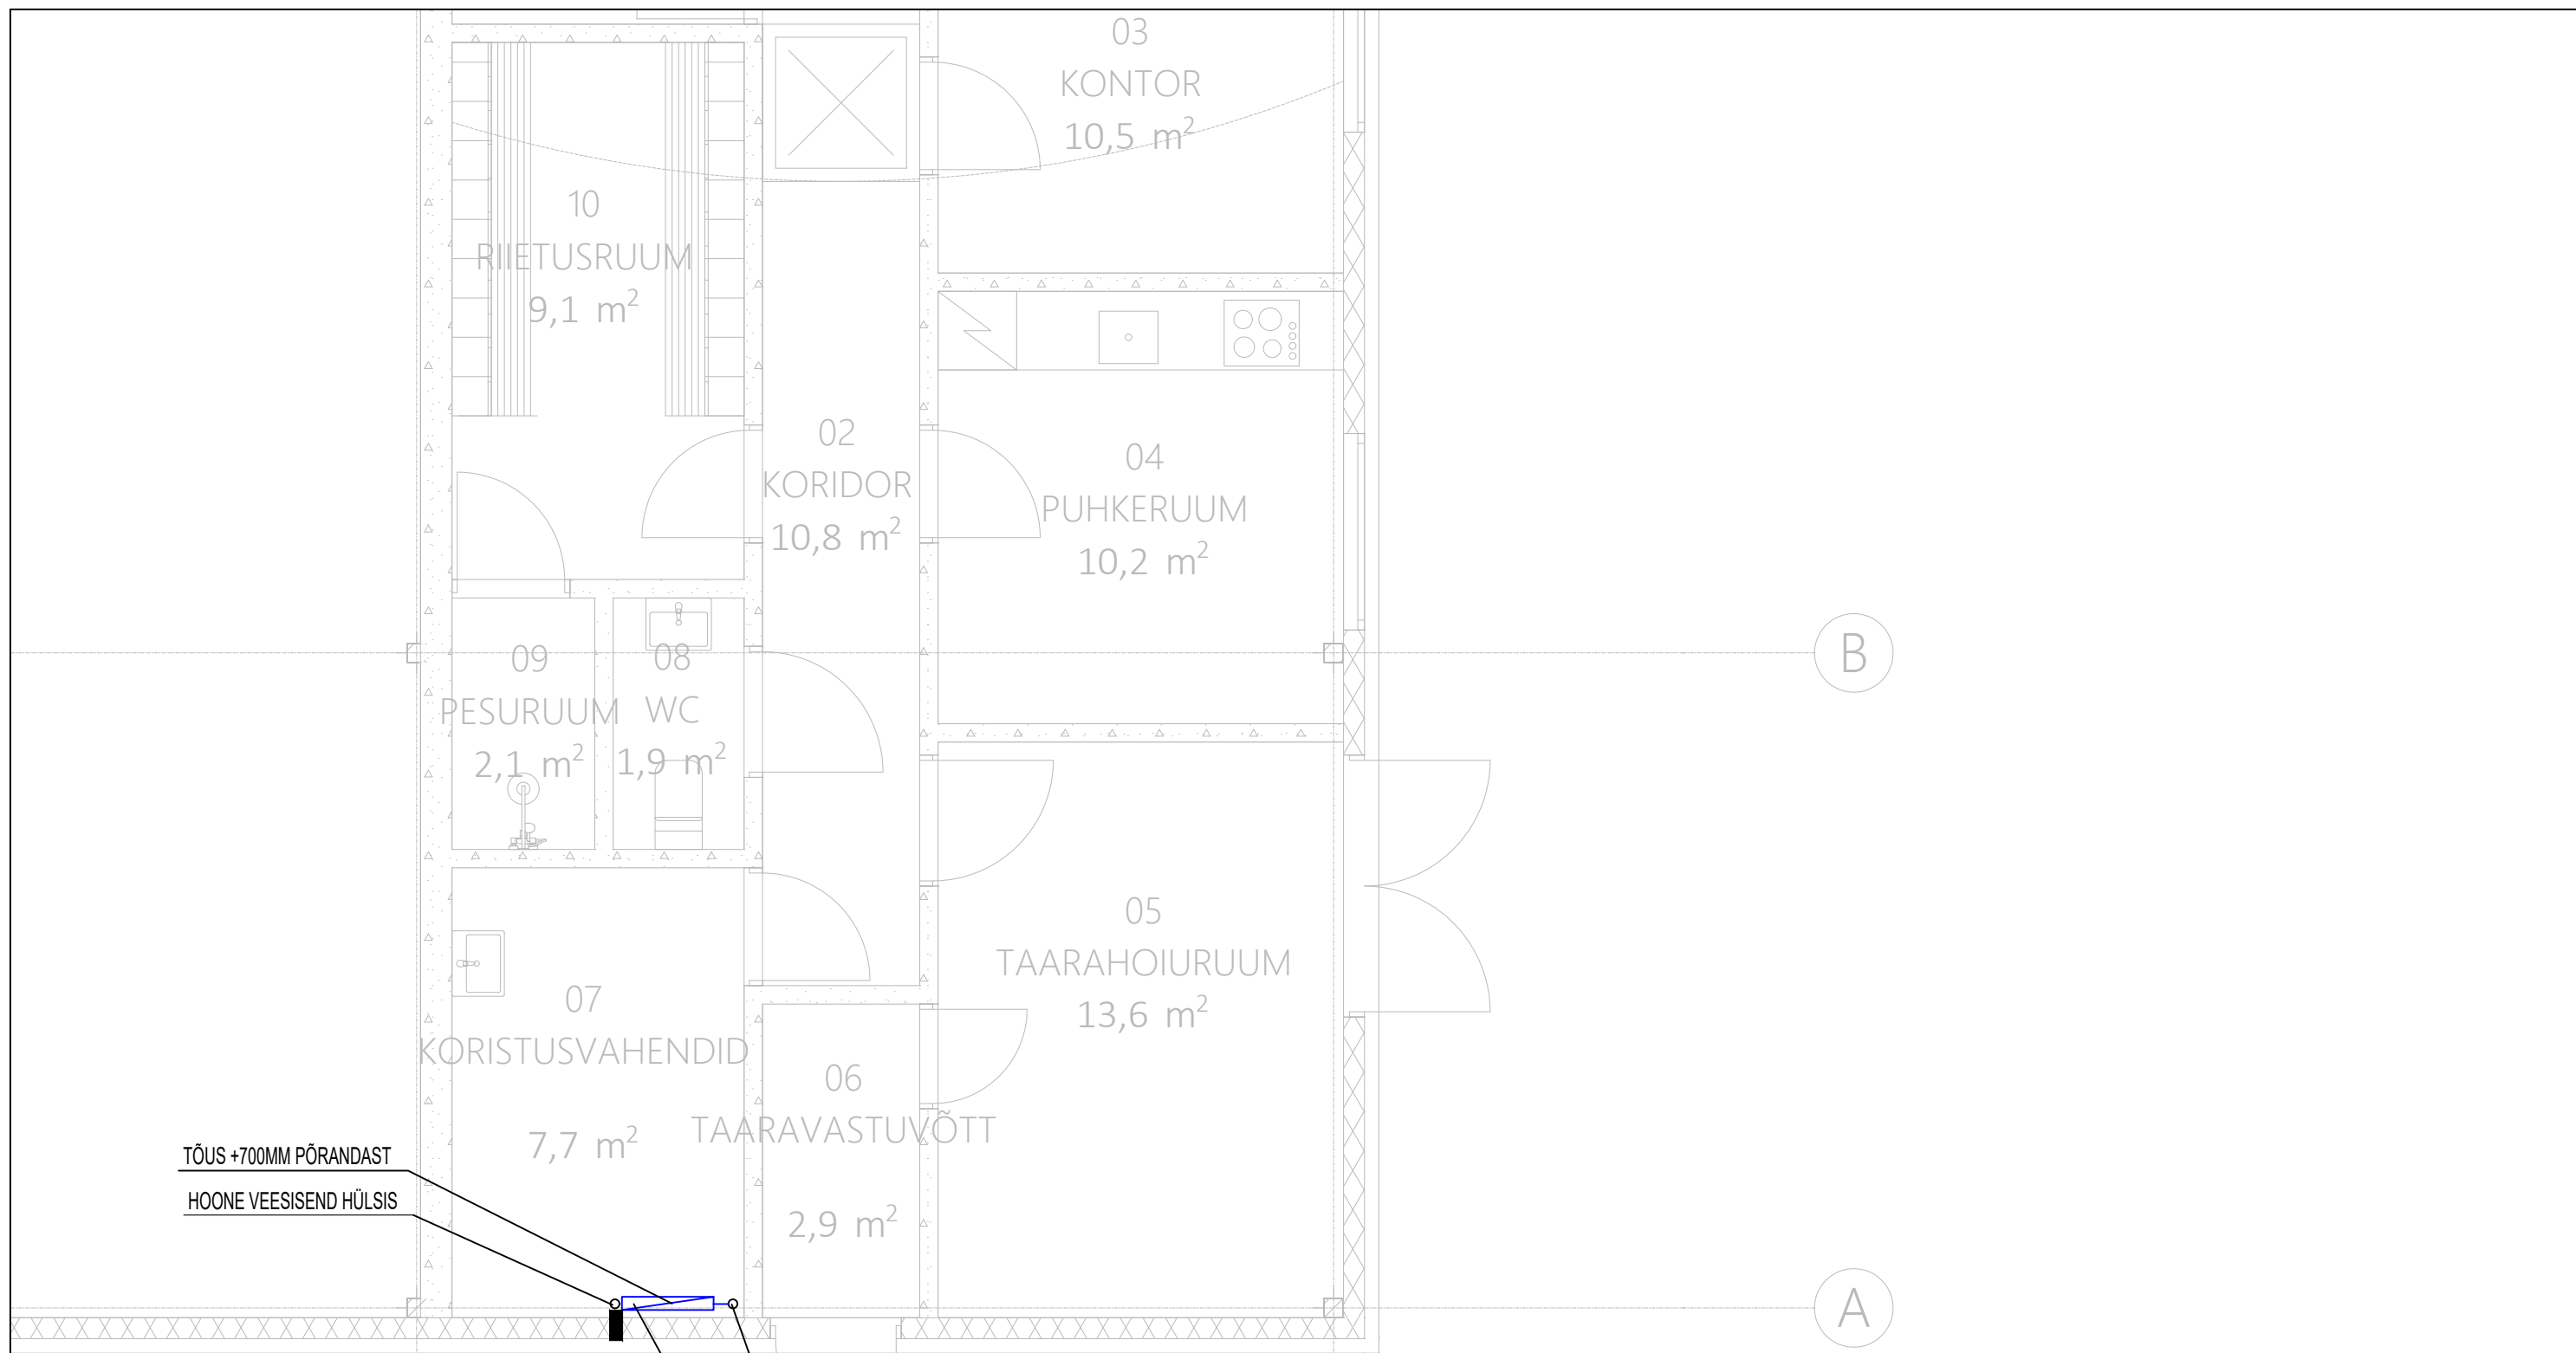 03
KONTOR
10,5 m²
10
RIIETUSRUUM
9,1 m²
02
KORIDOR
10,8 m²
04
PUHKERUUM
10,2 m²
B
09
PESURUUM
2,1 m²
08
WC
1,9 m²
05
TAARAHOIURUUM
13,6 m²
07
KORISTUSVAHENDID
7,7 m²
06
TAARAVASTUVÕTT
2,9 m²
TÕUS +700MM PÕRANDAST
HOONE VEESISEND HÜLSIS
A